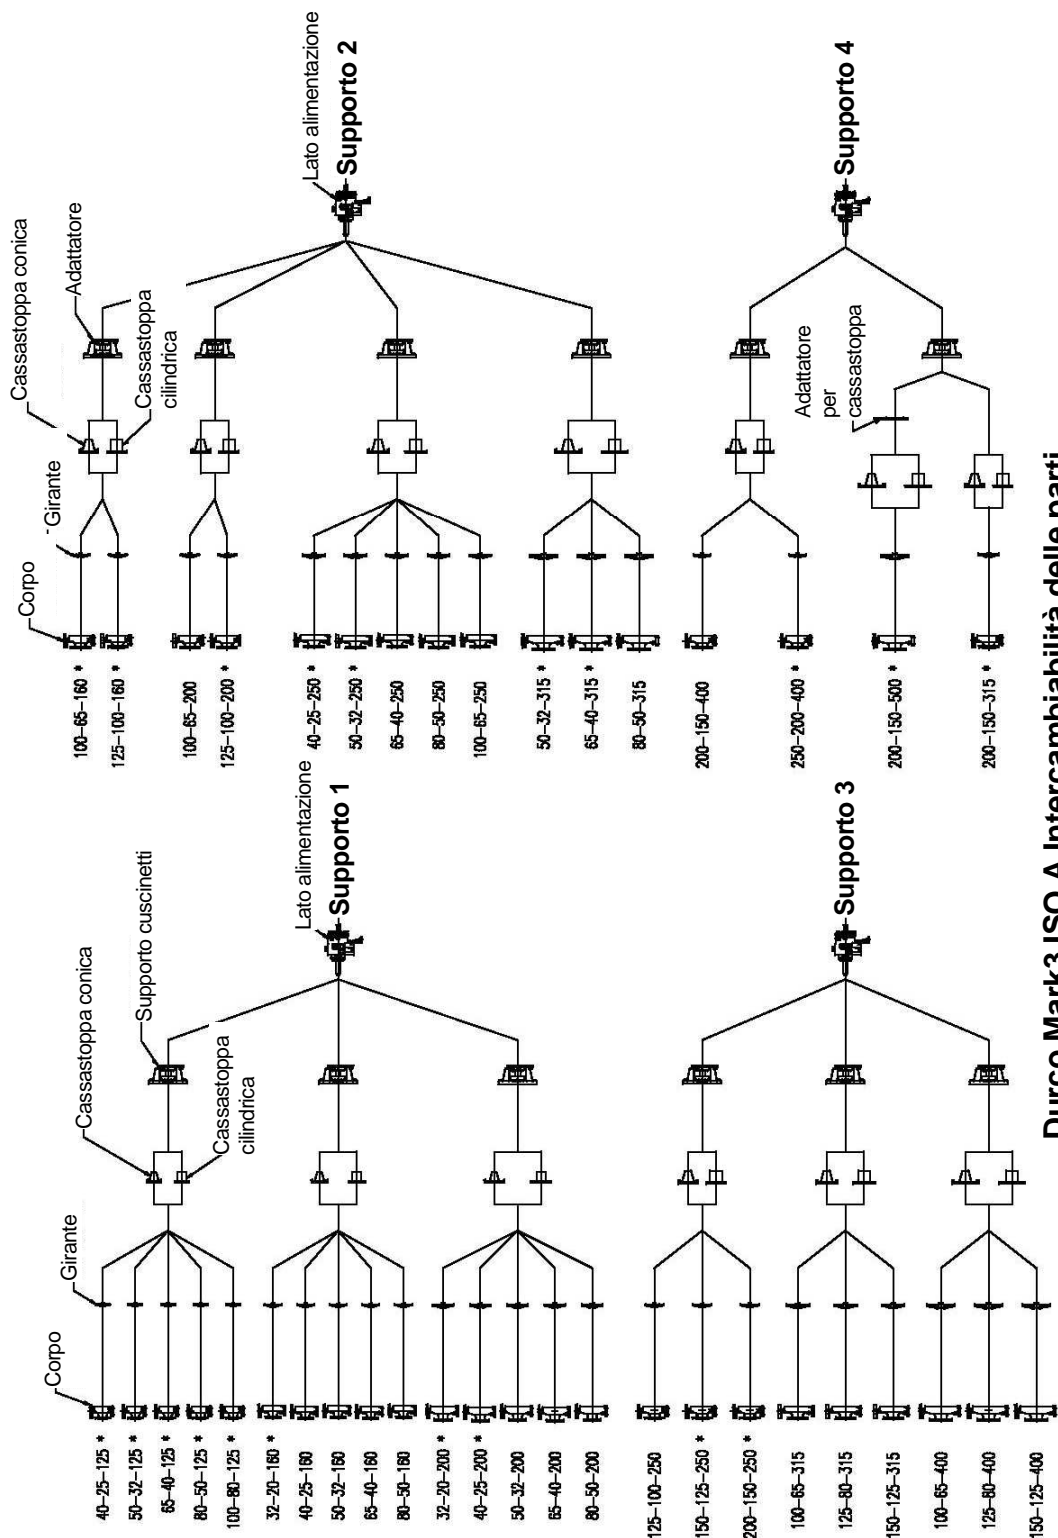 Corpo
Girante
Cassastoppa conica
Supporto cuscinetti
Cassastoppa
cilindrica
Lato alimentazione
Supporto 1
40-25-125 *
50-32-125 *
65-40-125 *
80-50-125 *
100-80-125 *
32-20-160 *
40-25-160
50-32-160
65-40-160
80-50-160
32-20-200 *
40-25-200 *
50-32-200
65-40-200
80-50-200
Corpo
Girante
Cassastoppa conica
Adattatore
Cassastoppa
cilindrica
Lato alimentazione
Supporto 2
100-65-160 *
125-100-160 *
100-65-200
125-100-200 *
40-25-250 *
50-32-250 *
65-40-250
80-50-250
100-65-250
50-32-315 *
65-40-315 *
80-50-315
Supporto 3
125-100-250
150-125-250 *
200-150-250 *
100-65-315
125-80-315
150-125-315
100-65-400
125-80-400
150-125-400
Adattatore
per
cassastoppa
Supporto 4
200-150-400
250-200-400 *
200-150-500 *
200-150-315 *
Durco Mark3 ISO A Intercambiabilità delle parti